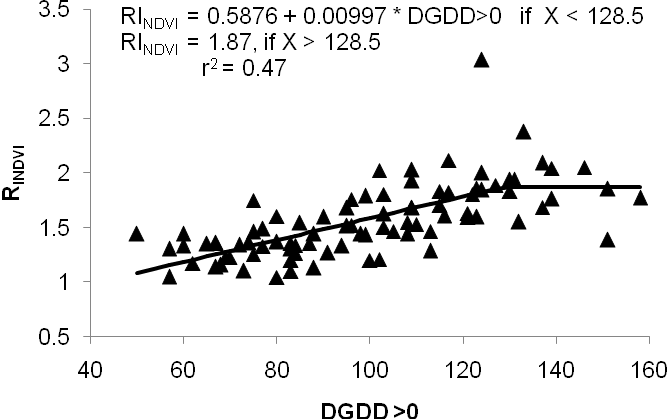 RI_NDVI = 0.5876 + 0.00997 * DGDD>0 if X < 128.5
RI_NDVI = 1.87, if X > 128.5
r² = 0.47
3.5
3
2.5
2
1.5
1
0.5
R_INDVI
40 60 80 100 120 140 160
DGDD >0